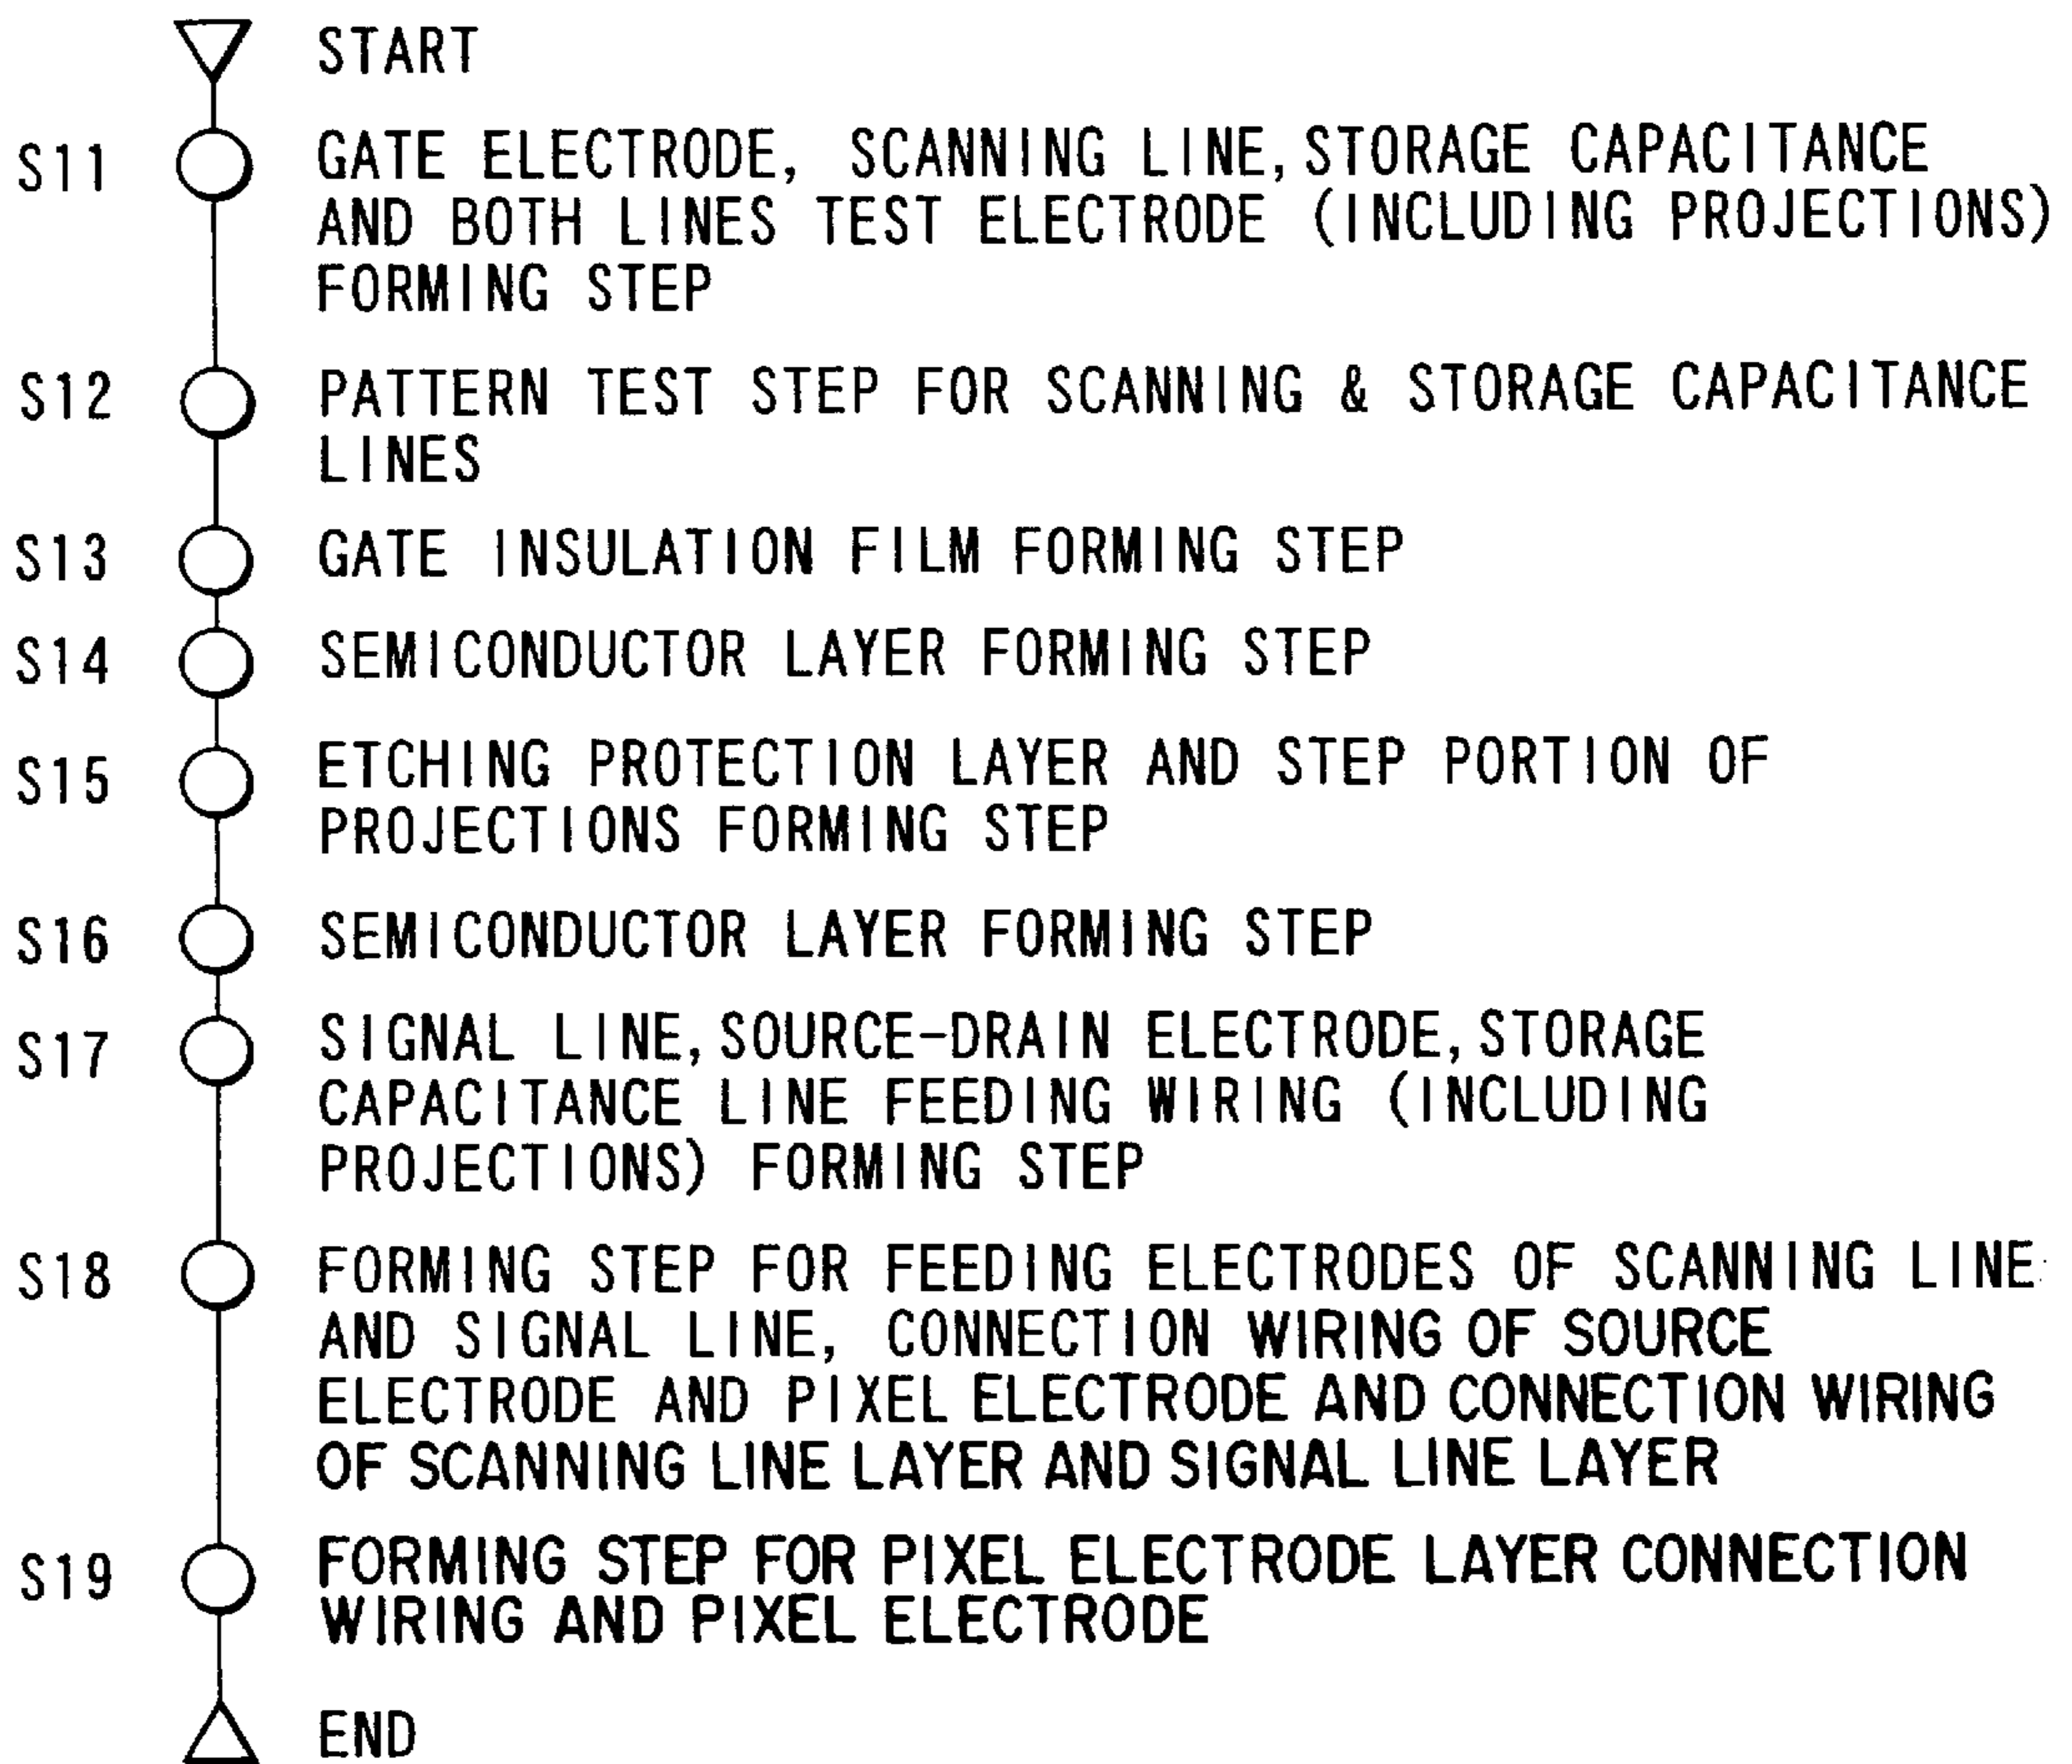 START
S11 GATE ELECTRODE, SCANNING LINE, STORAGE CAPACITANCE
AND BOTH LINES TEST ELECTRODE (INCLUDING PROJECTIONS)
FORMING STEP
S12 PATTERN TEST STEP FOR SCANNING & STORAGE CAPACITANCE
LINES
S13 GATE INSULATION FILM FORMING STEP
S14 SEMICONDUCTOR LAYER FORMING STEP
S15 ETCHING PROTECTION LAYER AND STEP PORTION OF
PROJECTIONS FORMING STEP
S16 SEMICONDUCTOR LAYER FORMING STEP
S17 SIGNAL LINE, SOURCE-DRAIN ELECTRODE, STORAGE
CAPACITANCE LINE FEEDING WIRING (INCLUDING
PROJECTIONS) FORMING STEP
S18 FORMING STEP FOR FEEDING ELECTRODES OF SCANNING LINE
AND SIGNAL LINE, CONNECTION WIRING OF SOURCE
ELECTRODE AND PIXEL ELECTRODE AND CONNECTION WIRING
OF SCANNING LINE LAYER AND SIGNAL LINE LAYER
S19 FORMING STEP FOR PIXEL ELECTRODE LAYER CONNECTION
WIRING AND PIXEL ELECTRODE
END